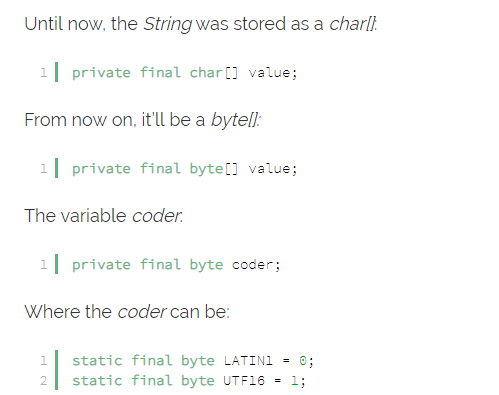 Until now, the String was stored as a char[]:
1 private final char[] value;
From now on, it'll be a byte[]:
1 private final byte[] value;
The variable coder:
1 private final byte coder;
Where the coder can be:
1 static final byte LATIN1 = 0;
2 static final byte UTF16 = 1;